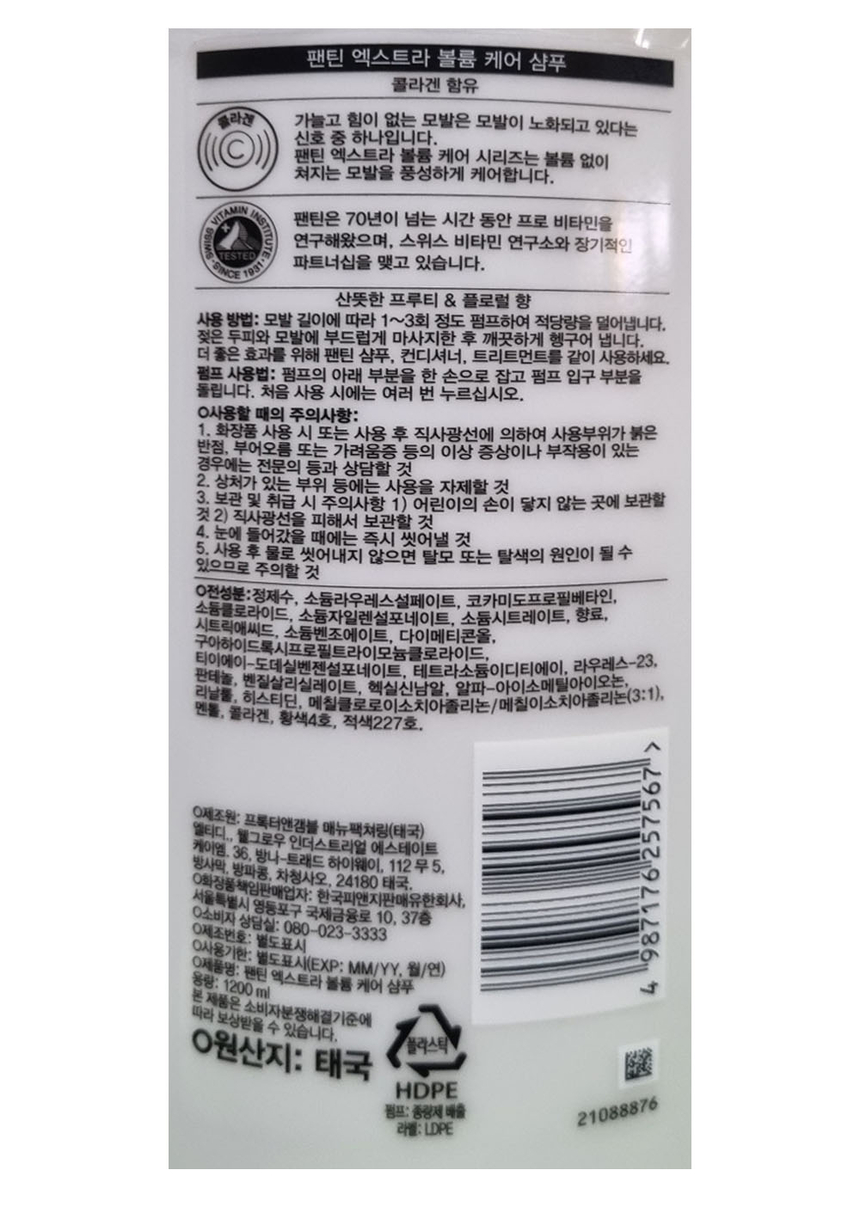 팬틴 엑스트라 볼륨 케어 샴푸
콜라겐 함유
콜라겐
C
가늘고 힘이 없는 모발은 모발이 노화되고 있다는
신호 중 하나입니다.
팬틴 엑스트라 볼륨 케어 시리즈는 볼륨 없이
쳐지는 모발을 풍성하게 케어합니다.
SWISS VITAMIN INSTITUTE
TESTED
SINCE 1931
팬틴은 70년이 넘는 시간 동안 프로 비타민을
연구해왔으며, 스위스 비타민 연구소와 장기적인
파트너십을 맺고 있습니다.
산뜻한 프루티 & 플로럴 향
사용 방법: 모발 길이에 따라 1~3회 정도 펌프하여 적당량을 덜어냅니다.
젖은 두피와 모발에 부드럽게 마사지한 후 깨끗하게 헹구어 냅니다.
더 좋은 효과를 위해 팬틴 샴푸, 컨디셔너, 트리트먼트를 같이 사용하세요.
펌프 사용법: 펌프의 아래 부분을 한 손으로 잡고 펌프 입구 부분을
돌립니다. 처음 사용 시에는 여러 번 누르십시오.
O사용할 때의 주의사항:
1. 화장품 사용 시 또는 사용 후 직사광선에 의하여 사용부위가 붉은
반점, 부어오름 또는 가려움증 등의 이상 증상이나 부작용이 있는
경우에는 전문의 등과 상담할 것
2. 상처가 있는 부위 등에는 사용을 자제할 것
3. 보관 및 취급 시 주의사항 1) 어린이의 손이 닿지 않는 곳에 보관할
것 2) 직사광선을 피해서 보관할 것
4. 눈에 들어갔을 때에는 즉시 씻어낼 것
5. 사용 후 물로 씻어내지 않으면 탈모 또는 탈색의 원인이 될 수
있으므로 주의할 것
O전성분:정제수, 소듐라우레스설페이트, 코카미도프로필베타인,
소듐클로라이드, 소듐자일렌설포네이트, 소듐시트레이트, 향료,
시트릭애씨드, 소듐벤조에이트, 다이메티콘올,
구아하이드록시프로필트라이모늄클로라이드,
티이에이-도데실벤젠설포네이트, 테트라소듐이디티에이, 라우레스-23,
판테놀, 벤질살리실레이트, 헥실신남알, 알파-아이소메틸아이오논,
리날룰, 히스티딘, 메칠클로로이소치아졸리논/메칠이소치아졸리논(3:1),
멘톨, 콜라겐, 황색4호, 적색227호.
O제조원: 프록터앤갬블 매뉴팩쳐링(태국)
엘티디., 웰그로우 인더스트리얼 에스테이트
케이엠. 36, 방나-트래드 하이웨이, 112 무 5,
방사막, 방파콩, 차청사오, 24180 태국.
O화장품책임판매업자: 한국피앤지판매유한회사,
서울특별시 영등포구 국제금융로 10, 37층
O소비자 상담실: 080-023-3333
O제조번호: 별도표시
O사용기한: 별도표시(EXP: MM/YY, 월/연)
O제품명: 팬틴 엑스트라 볼륨 케어 샴푸
용량: 1200 ml
본 제품은 소비자분쟁해결기준에
따라 보상받을 수 있습니다.
O원산지: 태국
플라스틱
HDPE
펌프: 종량제 배출
라벨: LDPE
4 987176 257567 >
21088876